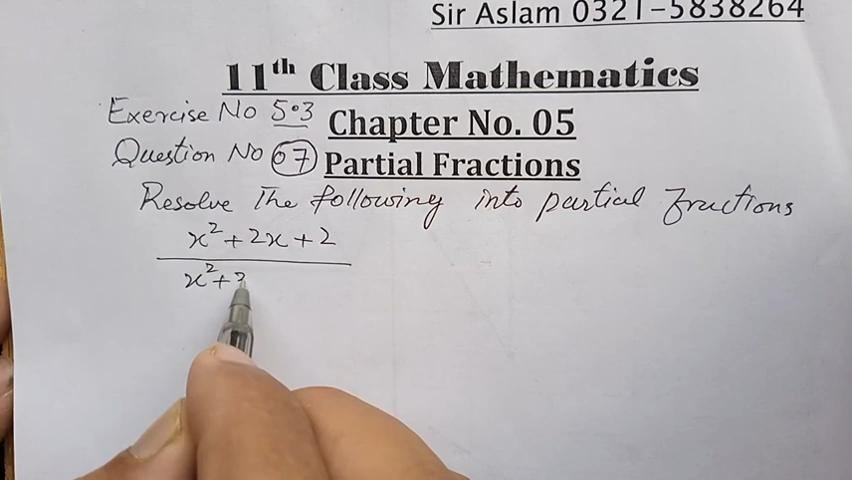 Sir Aslam 0321-5838264
11th Class Mathematics
Exercise No 5.3
Chapter No. 05
Question No 07
Partial Fractions
Resolve The following into partial Fractions
x²+2x+2
x²+